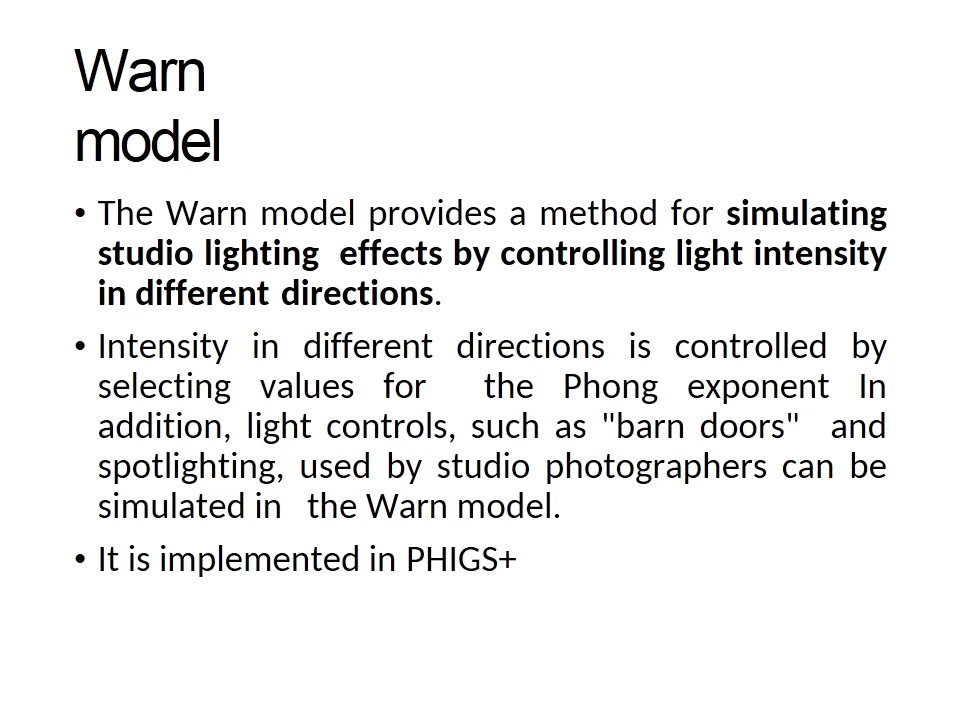 Warn
model
• The Warn model provides a method for simulating
studio lighting effects by controlling light intensity
in different directions.
• Intensity in different directions is controlled by
selecting values for the Phong exponent In
addition, light controls, such as "barn doors" and
spotlighting, used by studio photographers can be
simulated in the Warn model.
• It is implemented in PHIGS+